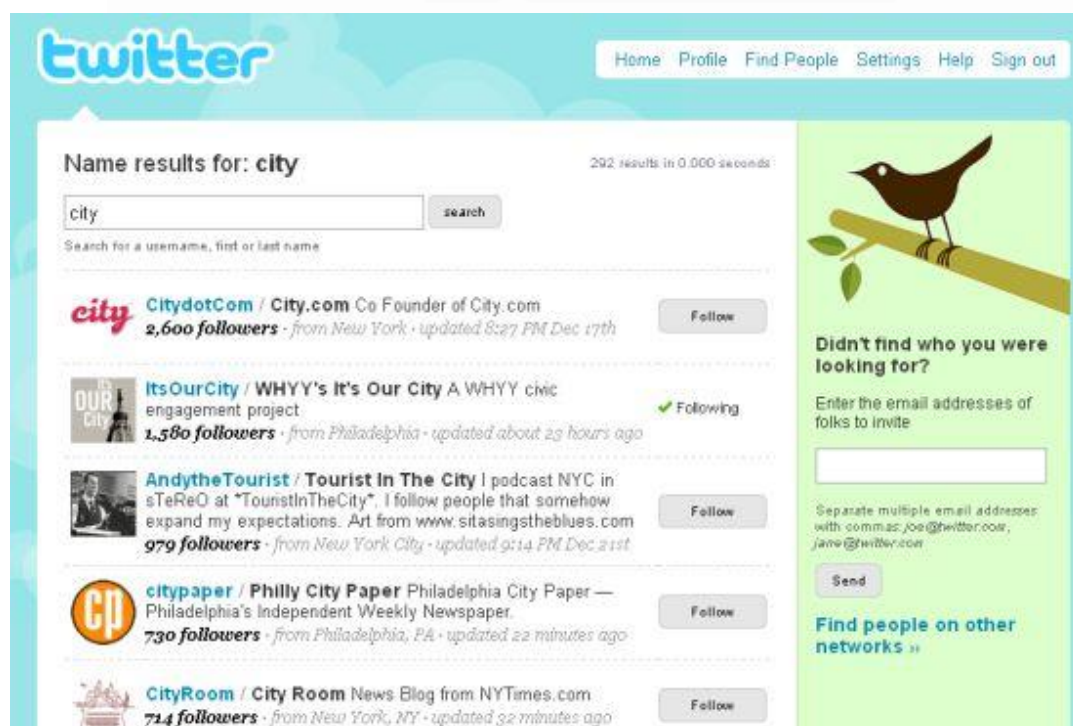 twitter
Home Profile Find People Settings Help Sign out
Name results for: city
292 results in 0.000 seconds
city
search
Search for a username, first or last name
city
CitydotCom / City.com Co Founder of City.com
2,600 followers · from New York · updated 8:27 PM Dec 17th
Follow
IT'S OUR City
ItsOurCity / WHYY's It's Our City A WHYY civic
engagement project
1,580 followers · from Philadelphia · updated about 23 hours ago
Following
AndytheTourist / Tourist In The City I podcast NYC in
sTeReO at *TouristInTheCity*. I follow people that somehow
expand my expectations. Art from www.sitasingstheblues.com
979 followers · from New York City · updated 9:14 PM Dec 21st
Follow
cp
citypaper / Philly City Paper Philadelphia City Paper —
Philadelphia's Independent Weekly Newspaper.
730 followers · from Philadelphia, PA · updated 22 minutes ago
Follow
CityRoom / City Room News Blog from NYTimes.com
714 followers · from New York, NY · updated 32 minutes ago
Follow
Didn't find who you were
looking for?
Enter the email addresses of
folks to invite
Separate multiple email addresses
with commas: joe@twitter.com,
jane@twitter.com
Send
Find people on other
networks »